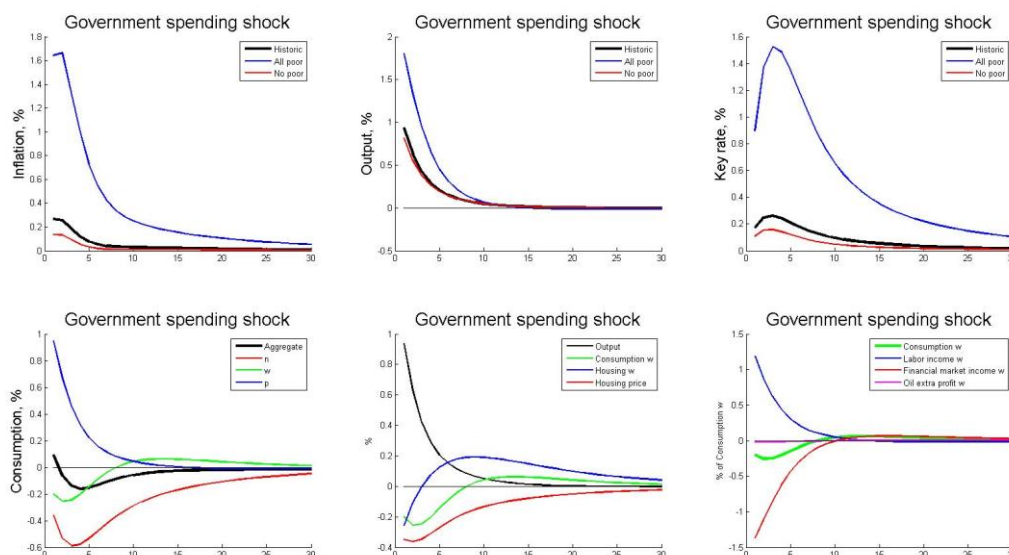 Government spending shock
Inflation, %
1.8
1.6
1.4
1.2
1
0.8
0.6
0.4
0.2
0
0 5 10 15 20 25 30
Historic
All poor
No poor
Government spending shock
Output, %
2
1.5
1
0.5
0
-0.5
0 5 10 15 20 25 30
Historic
All poor
No poor
Government spending shock
Key rate, %
1.6
1.4
1.2
1
0.8
0.6
0.4
0.2
0
0 5 10 15 20 25 30
Historic
All poor
No poor
Government spending shock
Consumption, %
1
0.8
0.6
0.4
0.2
0
-0.2
-0.4
-0.6
0 5 10 15 20 25 30
Aggregate
n
w
p
Government spending shock
%
1
0.8
0.6
0.4
0.2
0
-0.2
-0.4
0 5 10 15 20 25 30
Output
Consumption w
Housing w
Housing price
Government spending shock
% of Consumption w
1.5
1
0.5
0
-0.5
-1
-1.5
0 5 10 15 20 25 30
Consumption w
Labor income w
Financial market income w
Oil extra profit w